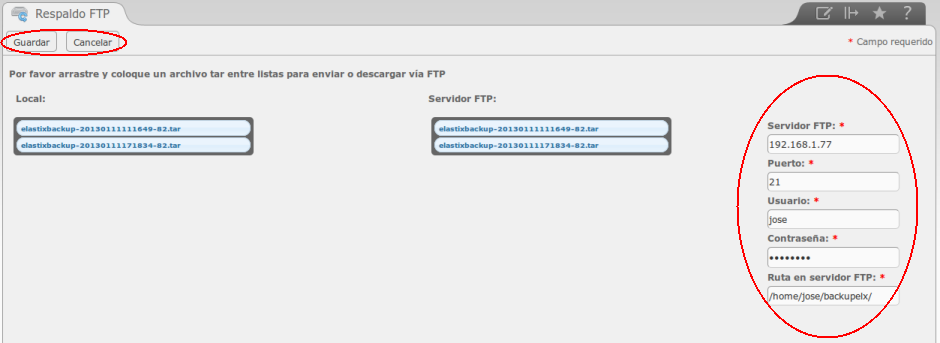 Respaldo FTP
?
Guardar Cancelar
* Campo requerido
Por favor arrastre y coloque un archivo tar entre listas para enviar o descargar vía FTP
Local:
elastixbackup-20130111111649-82.tar
elastixbackup-20130111171834-82.tar
Servidor FTP:
elastixbackup-20130111111649-82.tar
elastixbackup-20130111171834-82.tar
Servidor FTP: *
192.168.1.77
Puerto: *
21
Usuario: *
jose
Contraseña: *
••••••••
Ruta en servidor FTP: *
/home/jose/backupelx/